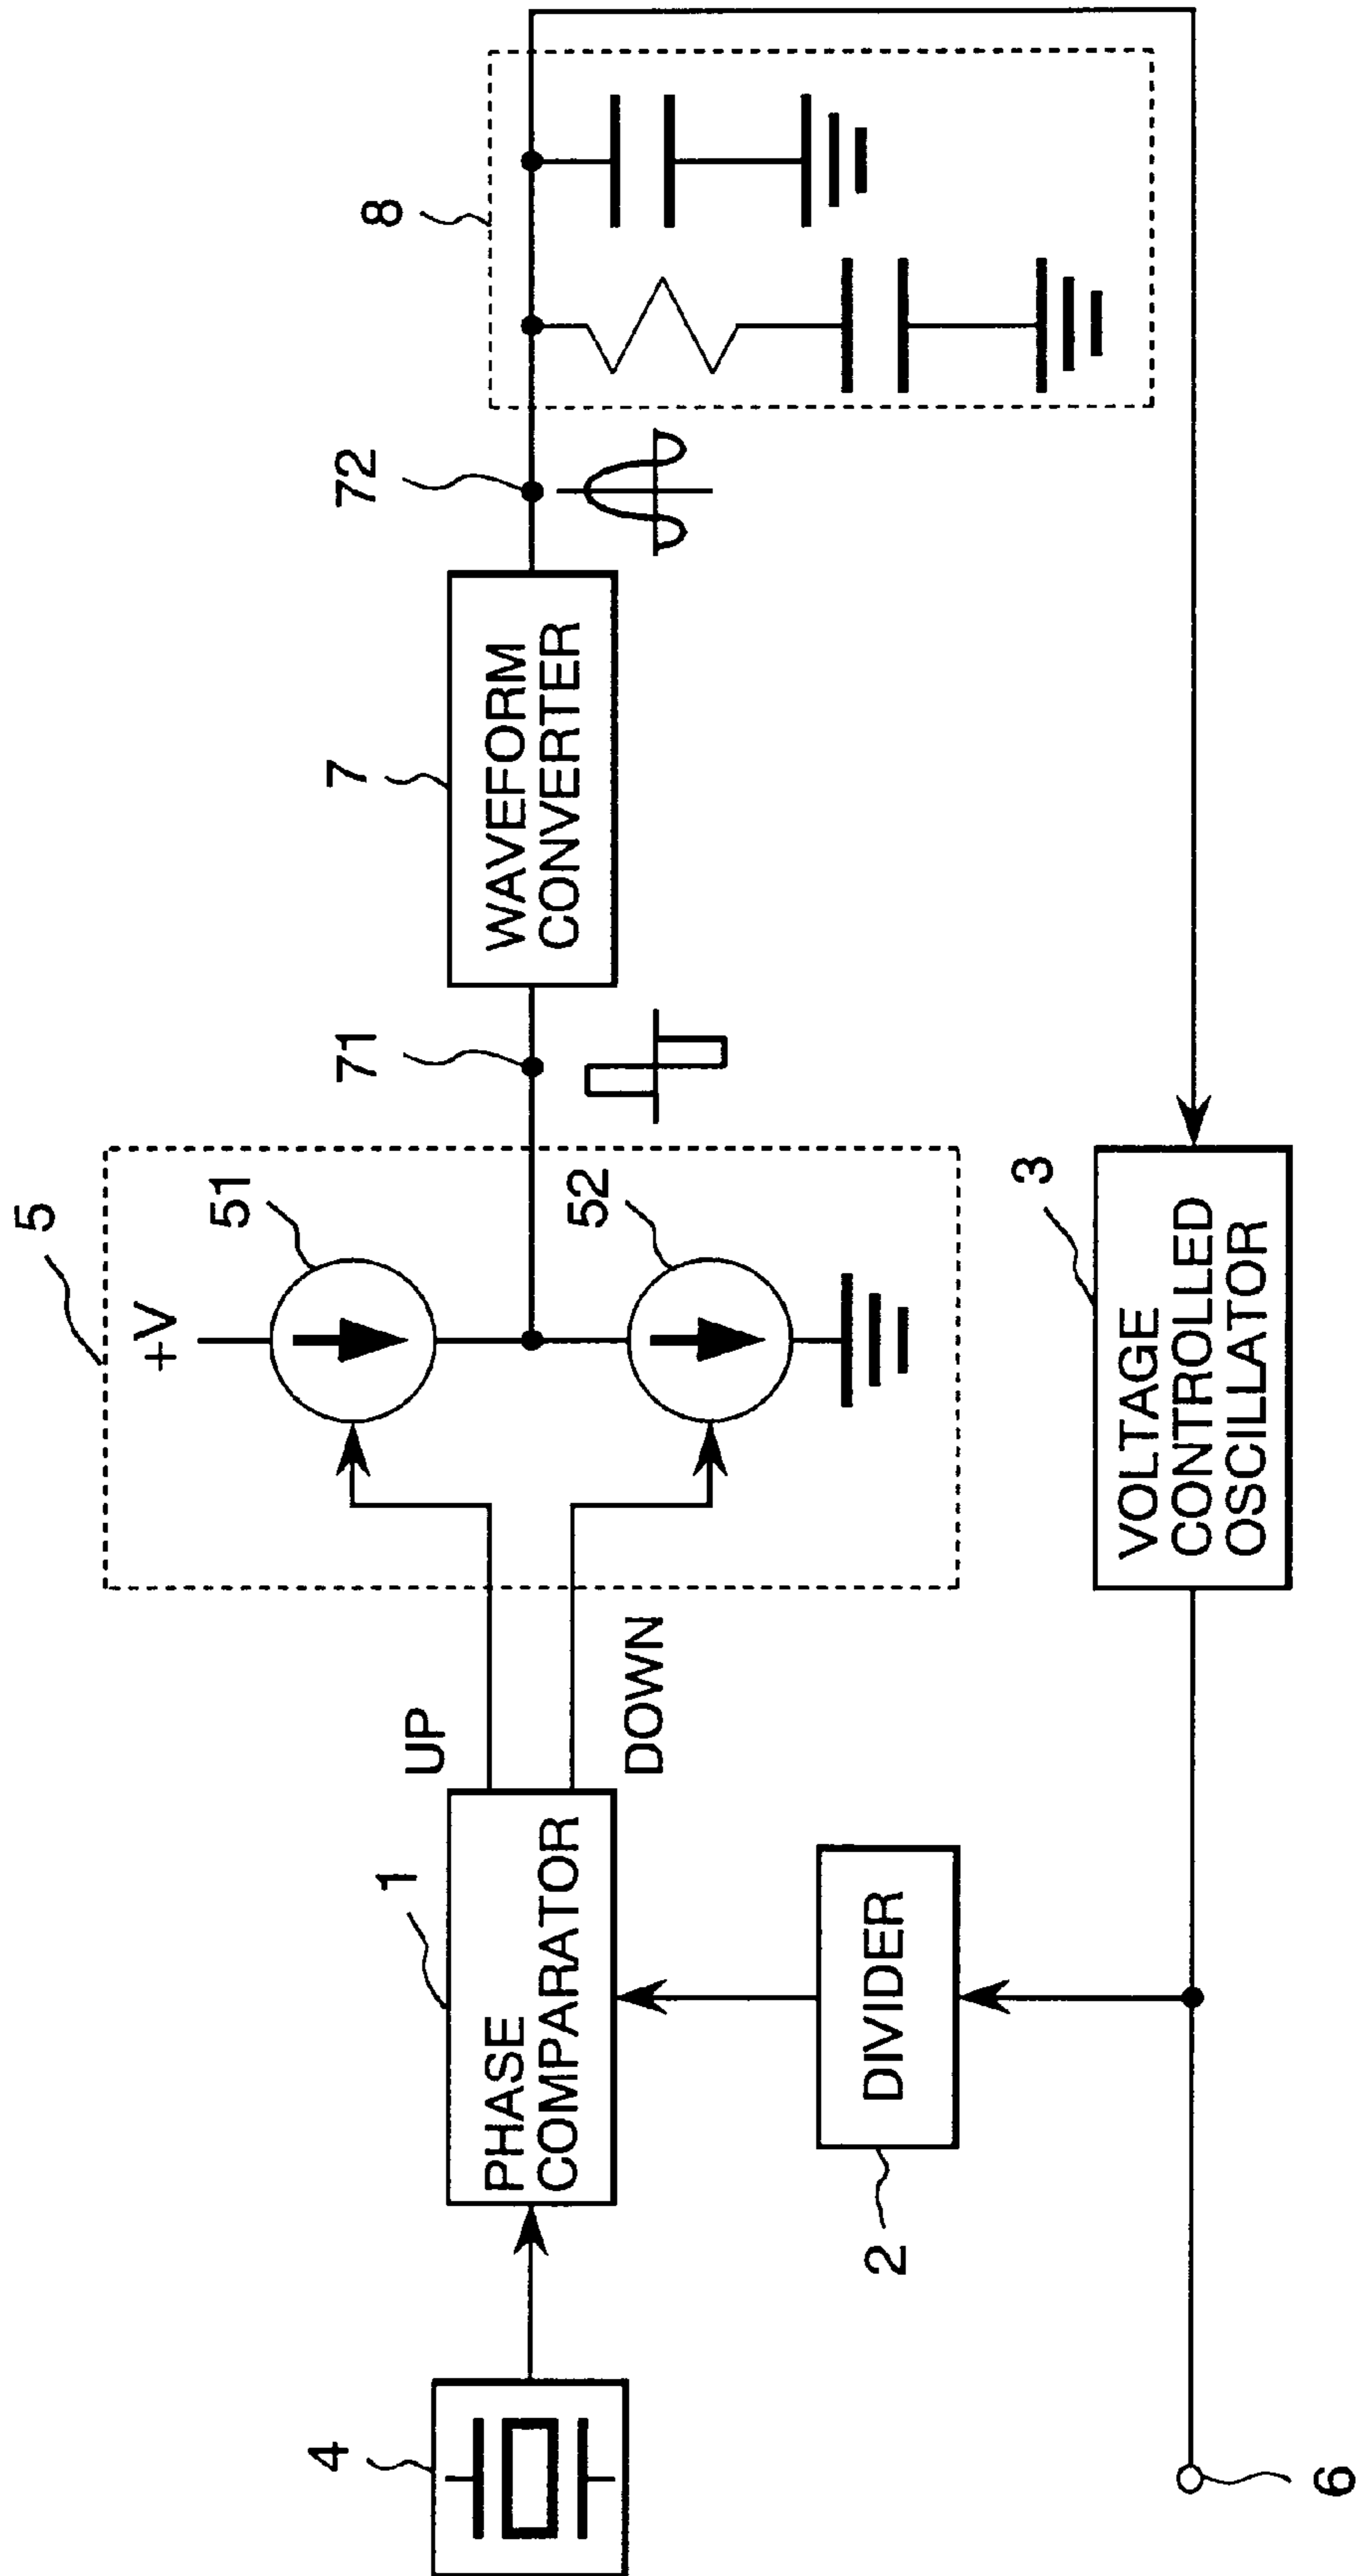 5
+V
51
52
71
7
WAVEFORM
CONVERTER
72
8
UP
DOWN
1
PHASE
COMPARATOR
4
2
DIVIDER
3
VOLTAGE
CONTROLLED
OSCILLATOR
6